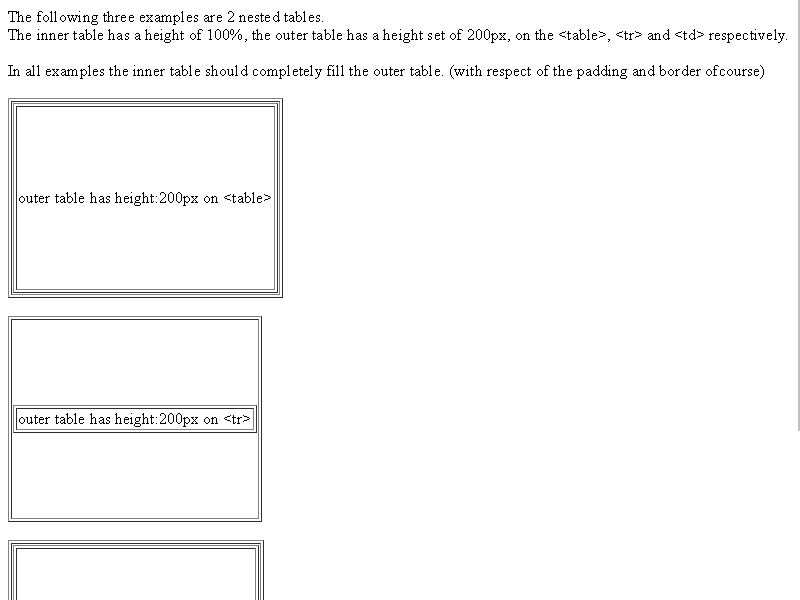 The following three examples are 2 nested tables.
The inner table has a height of 100%, the outer table has a height set of 200px, on the <table>, <tr> and <td> respectively.
In all examples the inner table should completely fill the outer table. (with respect of the padding and border ofcourse)
outer table has height:200px on <table>
outer table has height:200px on <tr>